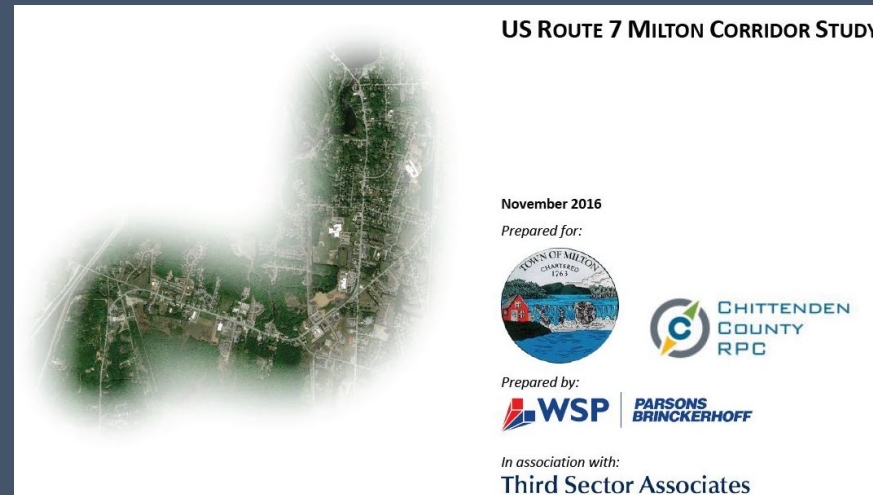 US ROUTE 7 MILTON CORRIDOR STUDY
November 2016
Prepared for:
TOWN OF MILTON
CHARTERED
1763
CHITTENDEN
COUNTY
RPC
Prepared by:
WSP
PARSONS
BRINCKERHOFF
In association with:
Third Sector Associates